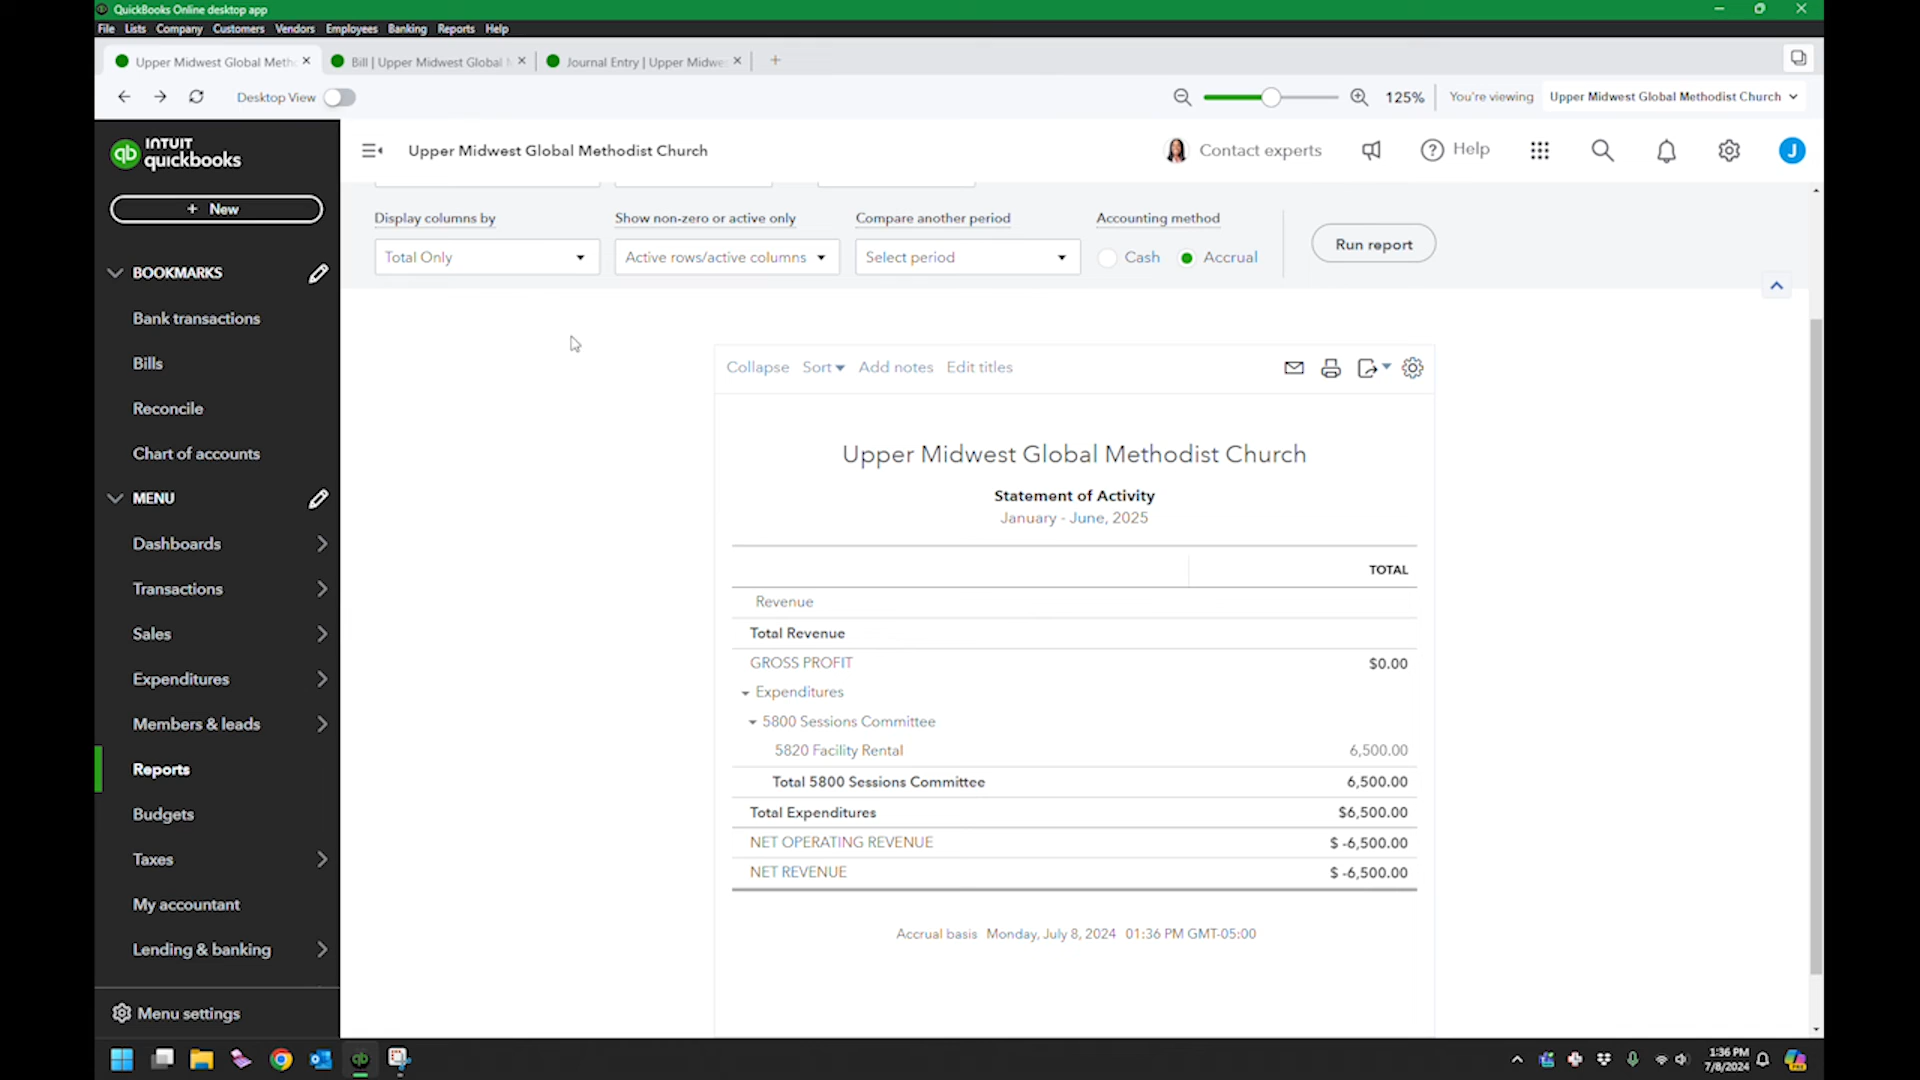 QuickBooks Online desktop app
File Lists Company Customers Vendors Employees Banking Reports Help
Upper Midwest Global Meth
Bill | Upper Midwest Global
Journal Entry | Upper Midwe
Desktop View
125%
You're viewing
Upper Midwest Global Methodist Church
INTUIT
quickbooks
qb
Upper Midwest Global Methodist Church
Contact experts
Help
J
+ New
BOOKMARKS
Bank transactions
Bills
Reconcile
Chart of accounts
MENU
Dashboards
Transactions
Sales
Expenditures
Members & leads
Reports
Budgets
Taxes
My accountant
Lending & banking
Menu settings
Display columns by
Show non-zero or active only
Compare another period
Accounting method
Total Only
Active rows/active columns
Select period
Cash
Accrual
Run report
Collapse Sort Add notes Edit titles
Upper Midwest Global Methodist Church
Statement of Activity
January - June, 2025
TOTAL
Revenue
Total Revenue
GROSS PROFIT $0.00
Expenditures
5800 Sessions Committee
5820 Facility Rental 6,500.00
Total 5800 Sessions Committee 6,500.00
Total Expenditures $6,500.00
NET OPERATING REVENUE $ -6,500.00
NET REVENUE $ -6,500.00
Accrual basis Monday, July 8, 2024 01:36 PM GMT-05:00
1:36 PM
7/8/2024